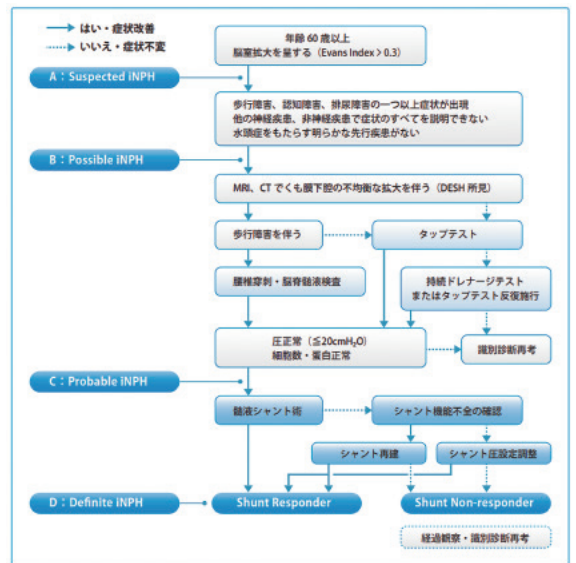 はい・症状改善
いいえ・症状不変
年齢 60 歳以上
脳室拡大を呈する（Evans Index > 0.3）
A：Suspected iNPH
歩行障害、認知障害、排尿障害の一つ以上症状が出現
他の神経疾患、非神経疾患で症状のすべてを説明できない
水頭症をもたらす明らかな先行疾患がない
B：Possible iNPH
MRI、CT でくも膜下腔の不均衡な拡大を伴う（DESH 所見）
歩行障害を伴う
タップテスト
腰椎穿刺・脳脊髄液検査
持続ドレナージテスト
またはタップテスト反復施行
圧正常（≦20cmH₂O）
細胞数・蛋白正常
識別診断再考
C：Probable iNPH
髄液シャント術
シャント機能不全の確認
シャント再建
シャント圧設定調整
D：Definite iNPH
Shunt Responder
Shunt Non-responder
経過観察・識別診断再考